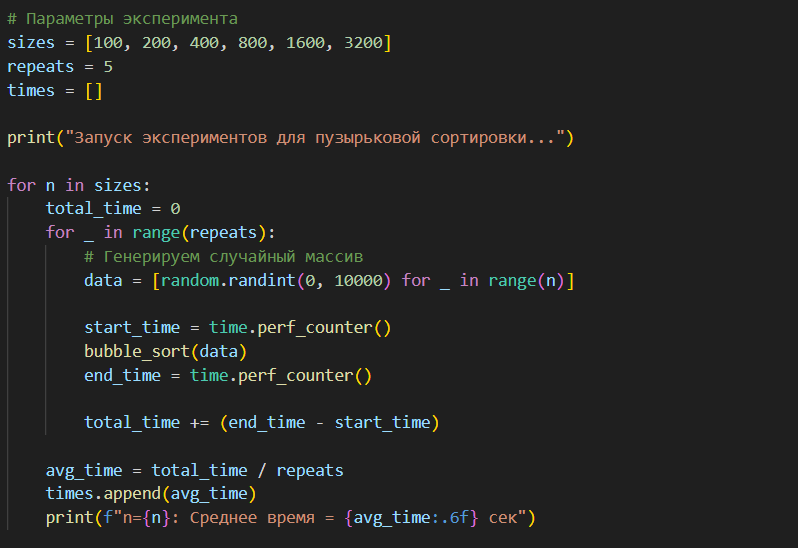 # Параметры эксперимента
sizes = [100, 200, 400, 800, 1600, 3200]
repeats = 5
times = []
print("Запуск экспериментов для пузырьковой сортировки...")
for n in sizes:
    total_time = 0
    for _ in range(repeats):
        # Генерируем случайный массив
        data = [random.randint(0, 10000) for _ in range(n)]
        start_time = time.perf_counter()
        bubble_sort(data)
        end_time = time.perf_counter()
        total_time += (end_time - start_time)
    avg_time = total_time / repeats
    times.append(avg_time)
    print(f"n={n}: Среднее время = {avg_time:.6f} сек")